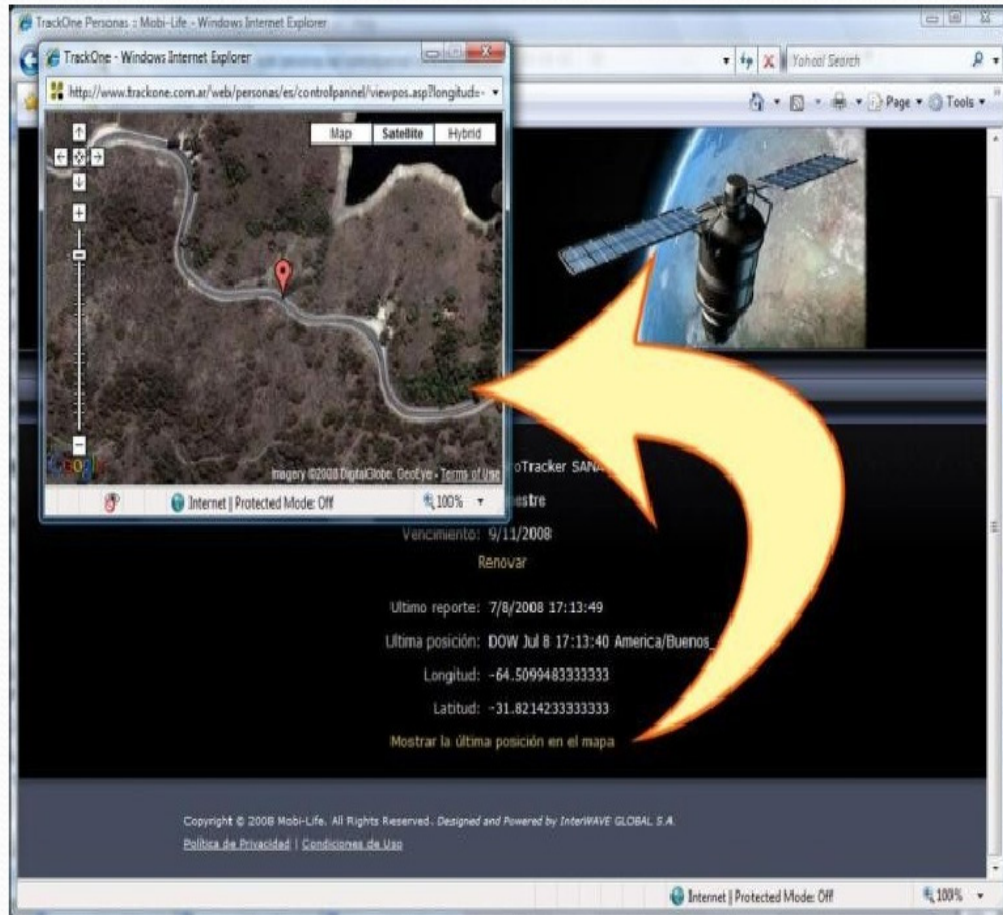 TrackOne Personas :: Mobi-Life - Windows Internet Explorer
TrackOne - Windows Internet Explorer
Yahoo! Search
http://www.trackone.com.ar/web/personas/es/controlpannel/viewpos.asp?longitude=-
Page Tools
Map Satellite Hybrid
Imagery ©2008 DigitalGlobe, GeoEye - Terms of Use
Internet | Protected Mode: Off 100%
oTracker SANA
estre
Vencimiento: 9/11/2008
Renovar
Ultimo reporte: 7/8/2008 17:13:49
Ultima posición: DOW Jul 8 17:13:40 America/Buenos_
Longitud: -64.5099483333333
Latitud: -31.8214233333333
Mostrar la última posición en el mapa
Copyright © 2008 Mobi-Life. All Rights Reserved. Designed and Powered by InterWAVE GLOBAL S.A.
Política de Privacidad | Condiciones de Uso
Internet | Protected Mode: Off 100%